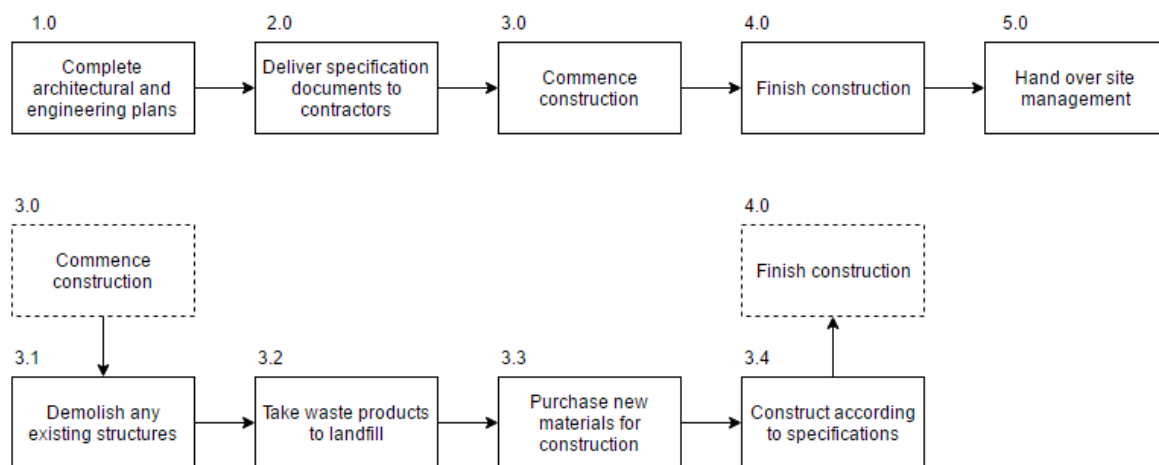 1.0
2.0
3.0
4.0
5.0
Complete
architectural and
engineering plans
Deliver specification
documents to
contractors
Commence
construction
Finish construction
Hand over site
management
3.0
4.0
Commence
construction
Finish construction
3.1
3.2
3.3
3.4
Demolish any
existing structures
Take waste products
to landfill
Purchase new
materials for
construction
Construct according
to specifications